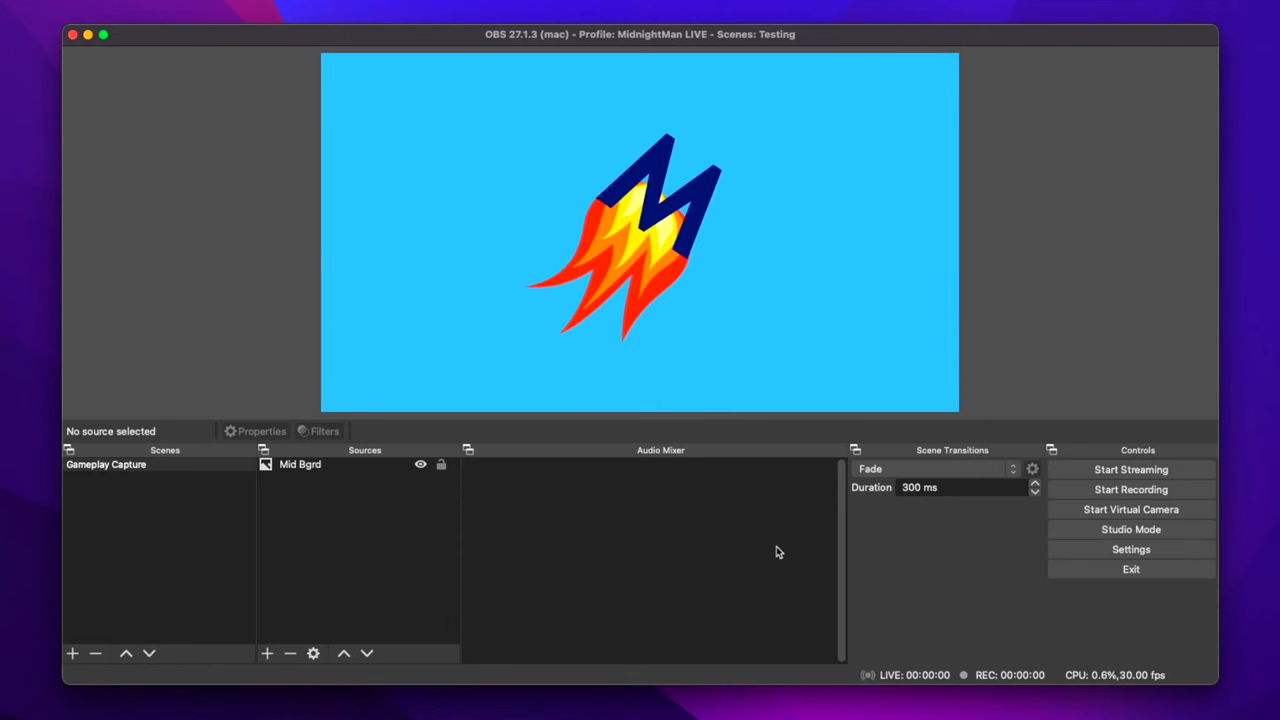 OBS 27.1.3 (mac) - Profile: MidnightMan LIVE - Scenes: Testing
M
No source selected Properties Filters
Scenes Sources Audio Mixer Scene Transitions Controls
Gameplay Capture Mid Bgrd Fade Start Streaming
Duration 300 ms Start Recording
Start Virtual Camera
Studio Mode
Settings
Exit
LIVE: 00:00:00 REC: 00:00:00 CPU: 0.6%,30.00 fps